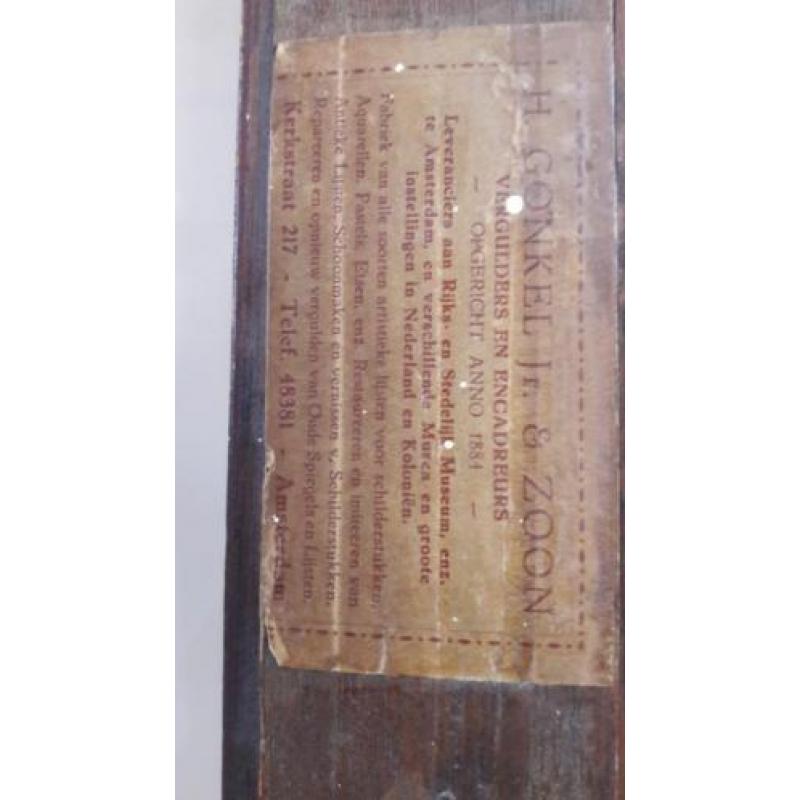 H. GONKEL Jr. & ZOON
VERGULDERS EN ENCADREURS
— OPGERICHT ANNO 1884 —
Leveranciers aan Rijks- en Stedelijk Museum, enz.
te Amsterdam, en verschillende Musea en groote
instellingen in Nederland en Koloniën.
Fabriek van alle soorten artistieke lijsten voor schilderstukken,
Aquarellen, Pastels, Etsen, enz. Restaureeren en imiteeren van
Antieke Lijsten. Schoonmaken en vernissen v. Schilderstukken.
Repareeren en opnieuw vergulden van Oude Spiegels en Lijsten.
Kerkstraat 217 - Telef. 48381 - Amsterdam